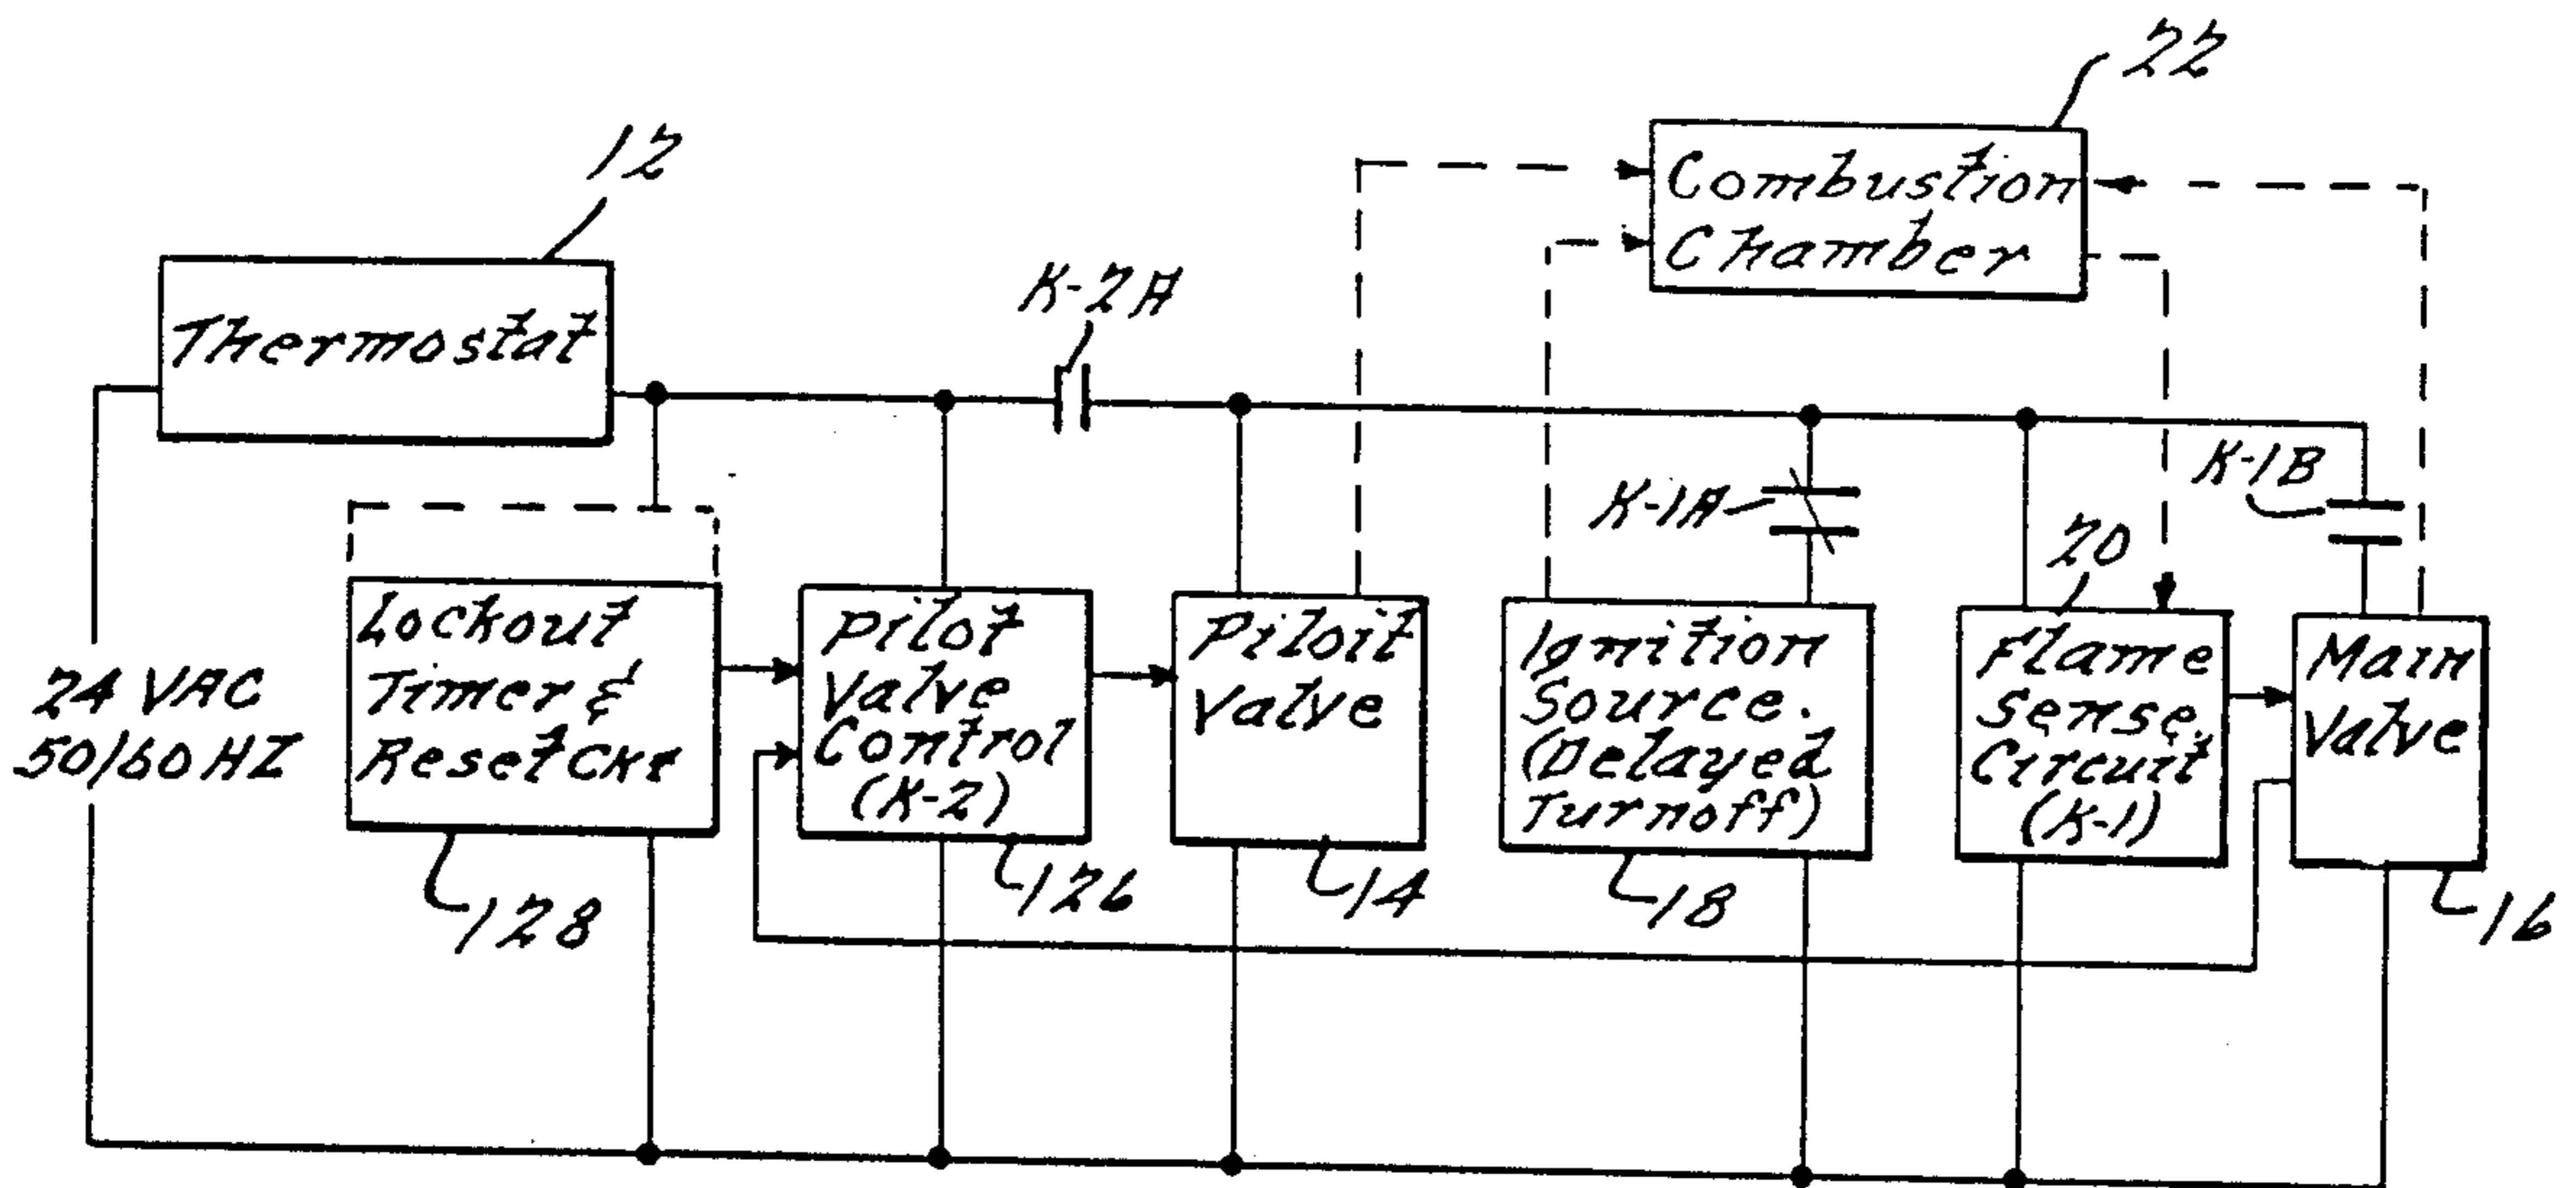 22
12
Combustion
Chamber
K-2A
Thermostat
K-1A
K-1B
20
Lockout
Timer &
Reset Ckt
Pilot
Valve
Control
(K-2)
Piloit
Valve
Ignition
Source.
(Delayed
Turnoff)
Flame
Sense.
Circuit
(K-1)
Main
Valve
24 VAC
50/60 HZ
128
126
14
18
16